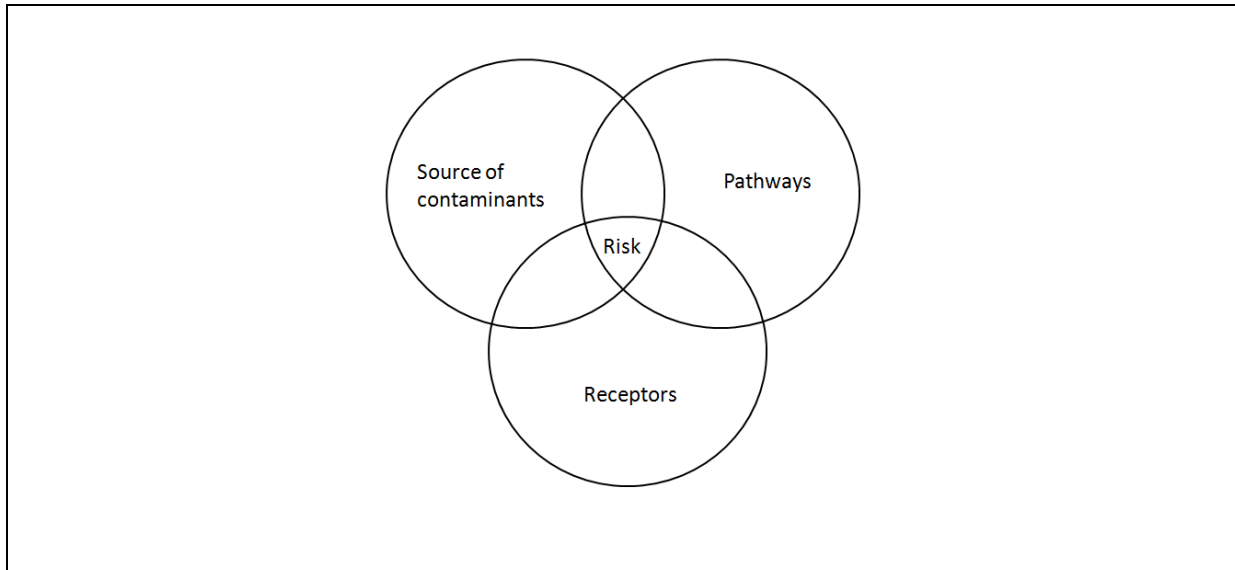 Source of
contaminants
Pathways
Risk
Receptors